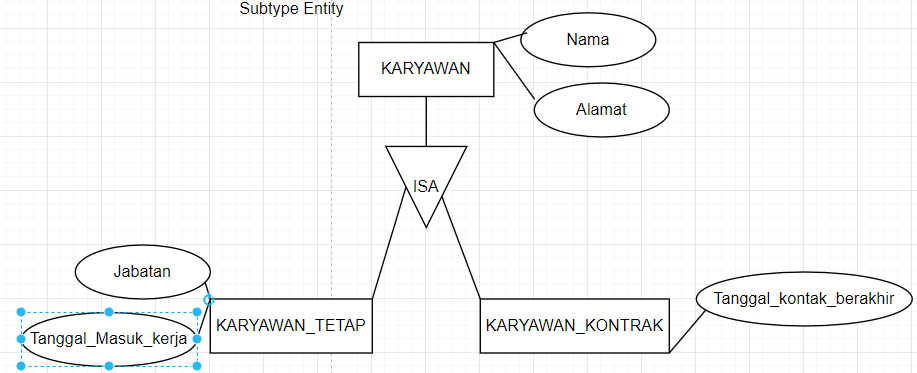 Subtype Entity
Nama
KARYAWAN
Alamat
ISA
Jabatan
Tanggal_kontak_berakhir
KARYAWAN_TETAP
KARYAWAN_KONTRAK
Tanggal_Masuk_kerja